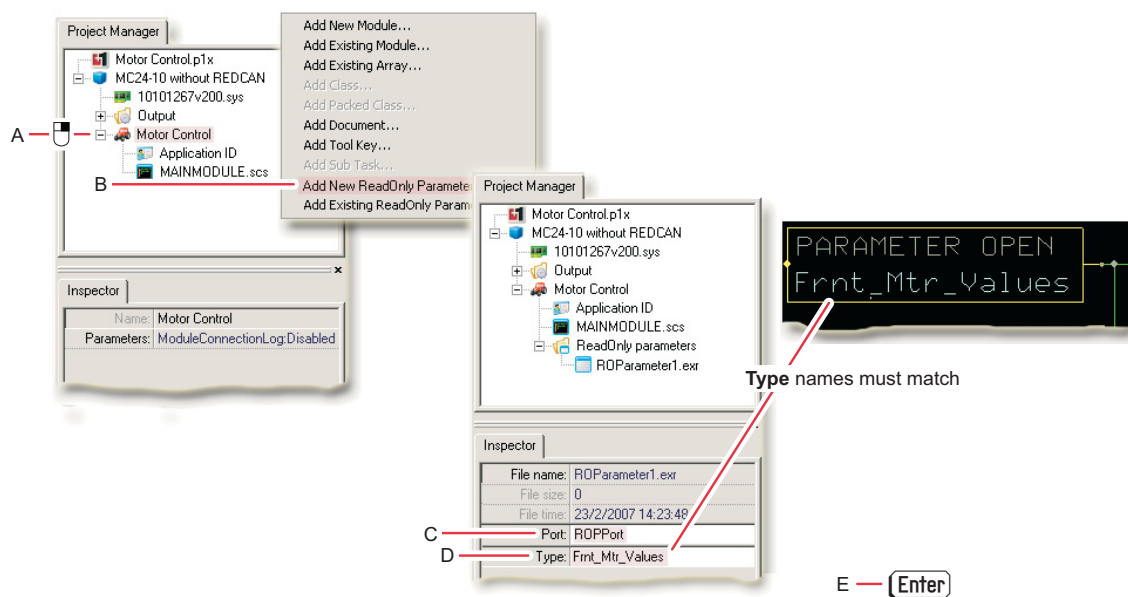 Project Manager
Motor Control.p1x
MC24-10 without REDCAN
10101267v200.sys
Output
A
Motor Control
Application ID
MAINMODULE.scs
B
Inspector
Name: Motor Control
Parameters: ModuleConnectionLog:Disabled
Add New Module...
Add Existing Module...
Add Existing Array...
Add Class...
Add Packed Class...
Add Document...
Add Tool Key...
Add Sub Task...
Add New ReadOnly Paramete
Add Existing ReadOnly Param
Project Manager
Motor Control.p1x
MC24-10 without REDCAN
10101267v200.sys
Output
Motor Control
Application ID
MAINMODULE.scs
ReadOnly parameters
ROParameter1.exr
Inspector
File name: ROParameter1.exr
File size: 0
File time: 23/2/2007 14:23:48
C
Port: ROPPort
D
Type: Frnt_Mtr_Values
PARAMETER OPEN
Frnt_Mtr_Values
Type names must match
E
Enter